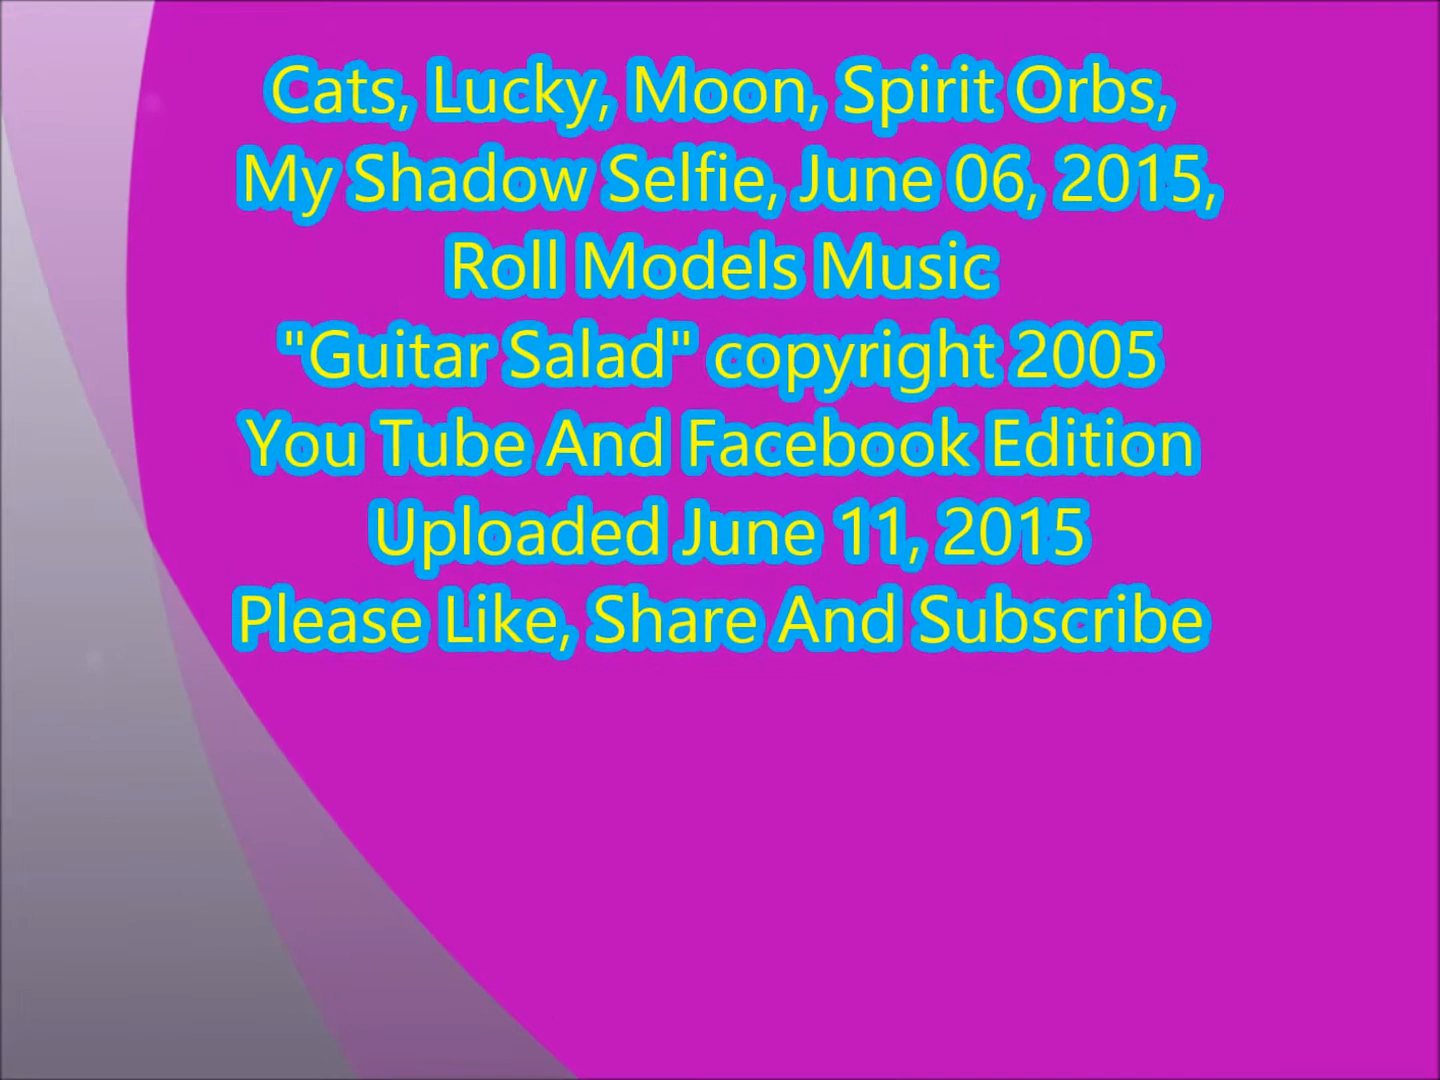 Cats, Lucky, Moon, Spirit Orbs,
My Shadow Selfie, June 06, 2015,
Roll Models Music
"Guitar Salad" copyright 2005
You Tube And Facebook Edition
Uploaded June 11, 2015
Please Like, Share And Subscribe